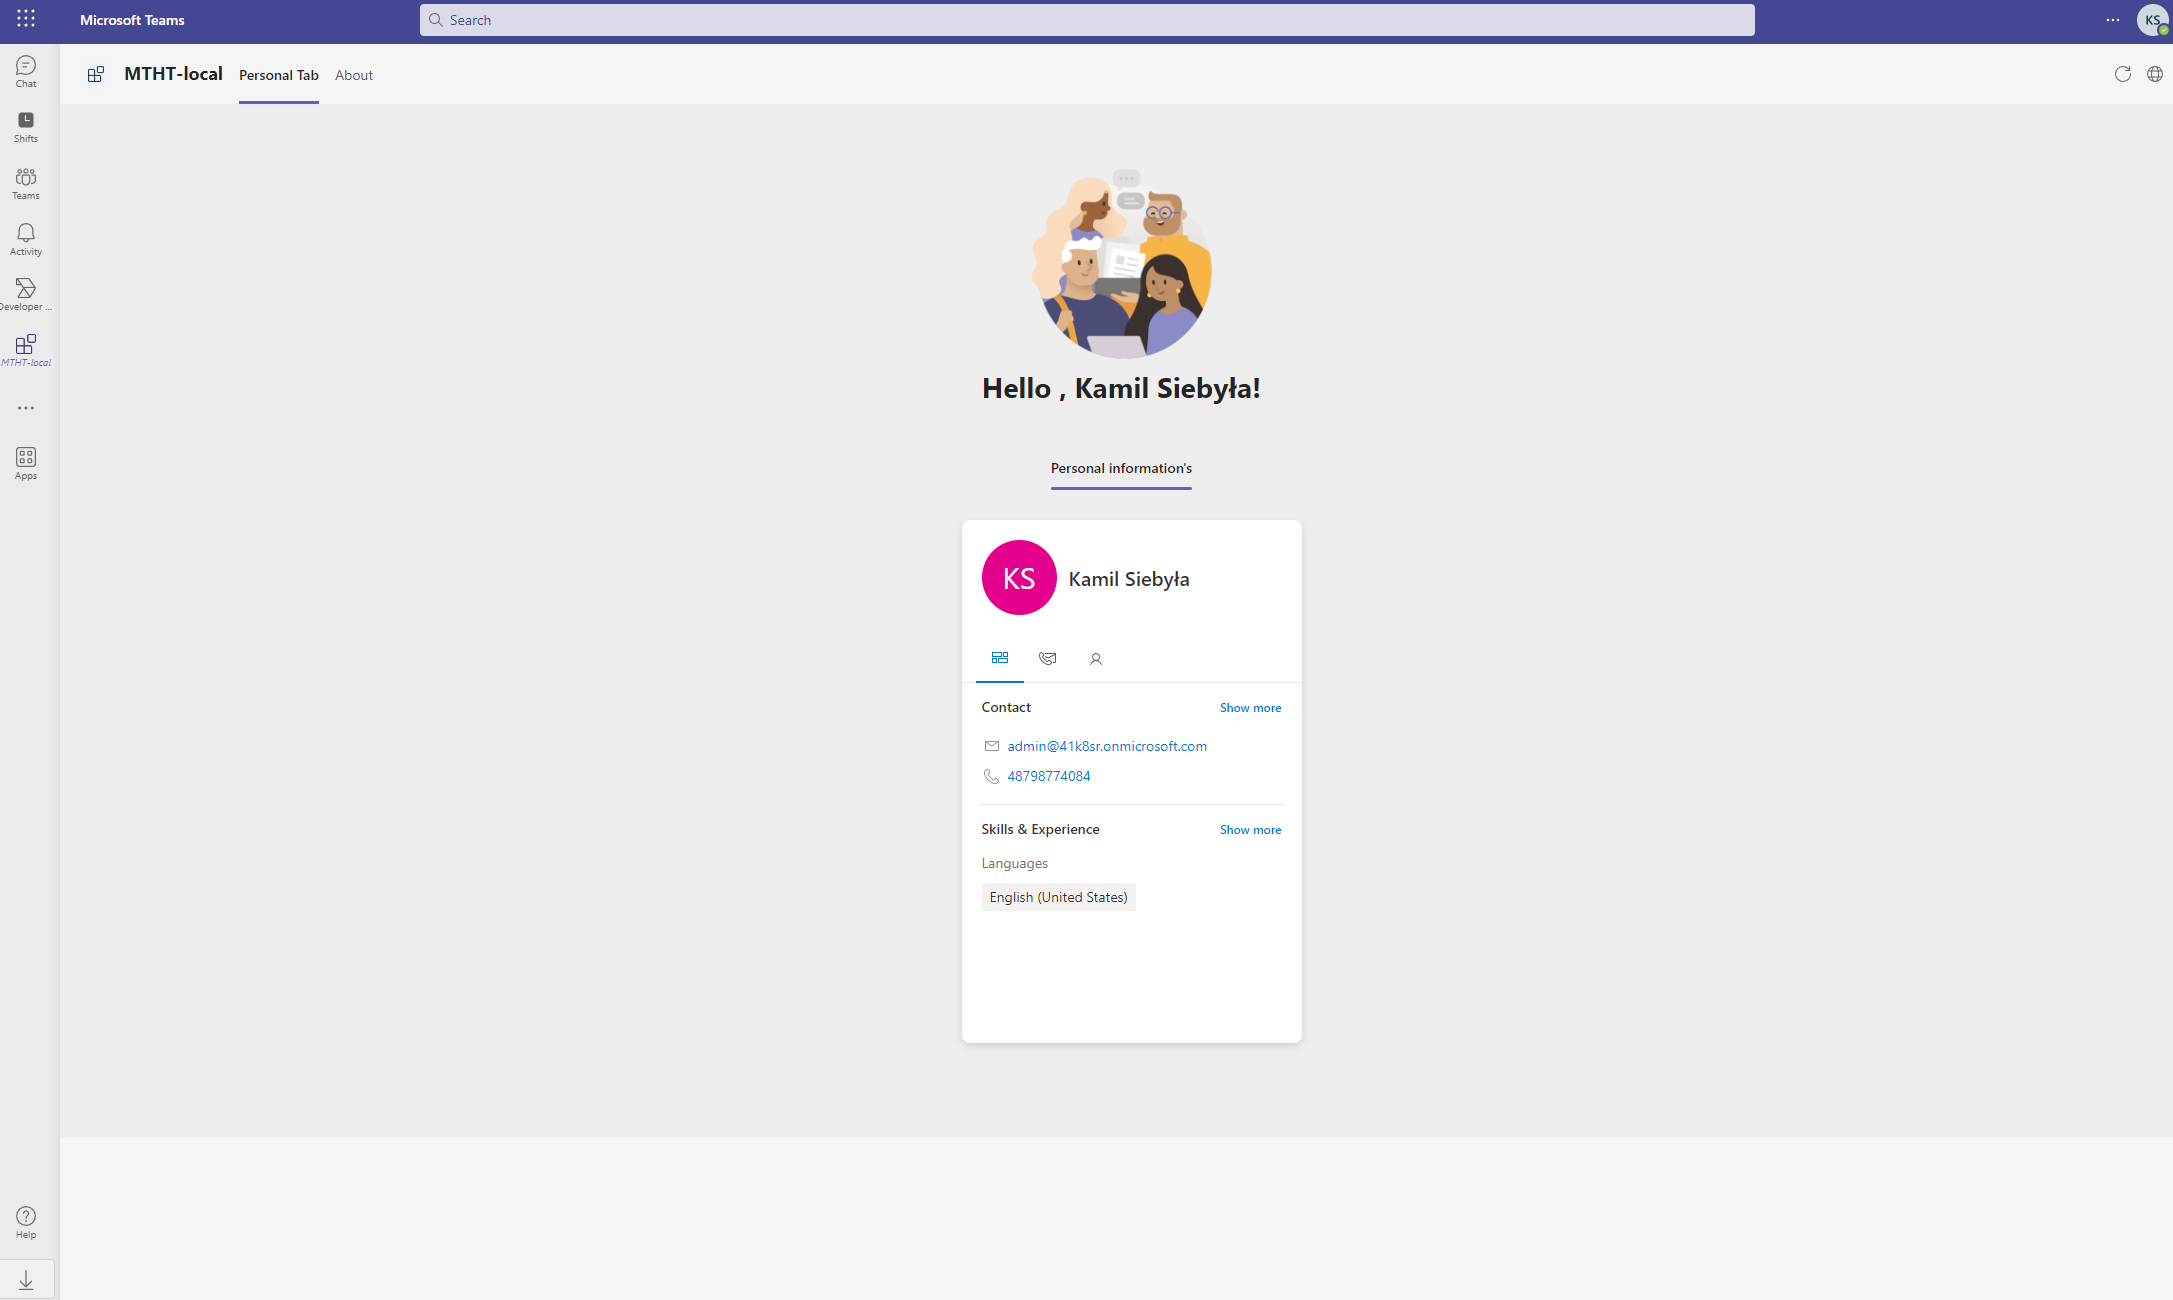 Microsoft Teams
Search
KS
Chat
Shifts
Teams
Activity
Developer ...
MTHT-local
Apps
Help
MTHT-local
Personal Tab
About
Hello , Kamil Siebyła!
Personal information's
KS
Kamil Siebyła
Contact
Show more
admin@41k8sr.onmicrosoft.com
48798774084
Skills & Experience
Show more
Languages
English (United States)